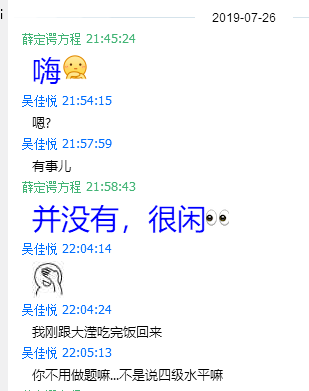 2019-07-26
薛定谔方程 21:45:24
嗨🤔
吴佳悦 21:54:15
嗯?
吴佳悦 21:57:59
有事儿
薛定谔方程 21:58:43
并没有，很闲👀
吴佳悦 22:04:14
吴佳悦 22:04:24
我刚跟大滢吃完饭回来
吴佳悦 22:05:13
你不用做题嘛...不是说四级水平嘛